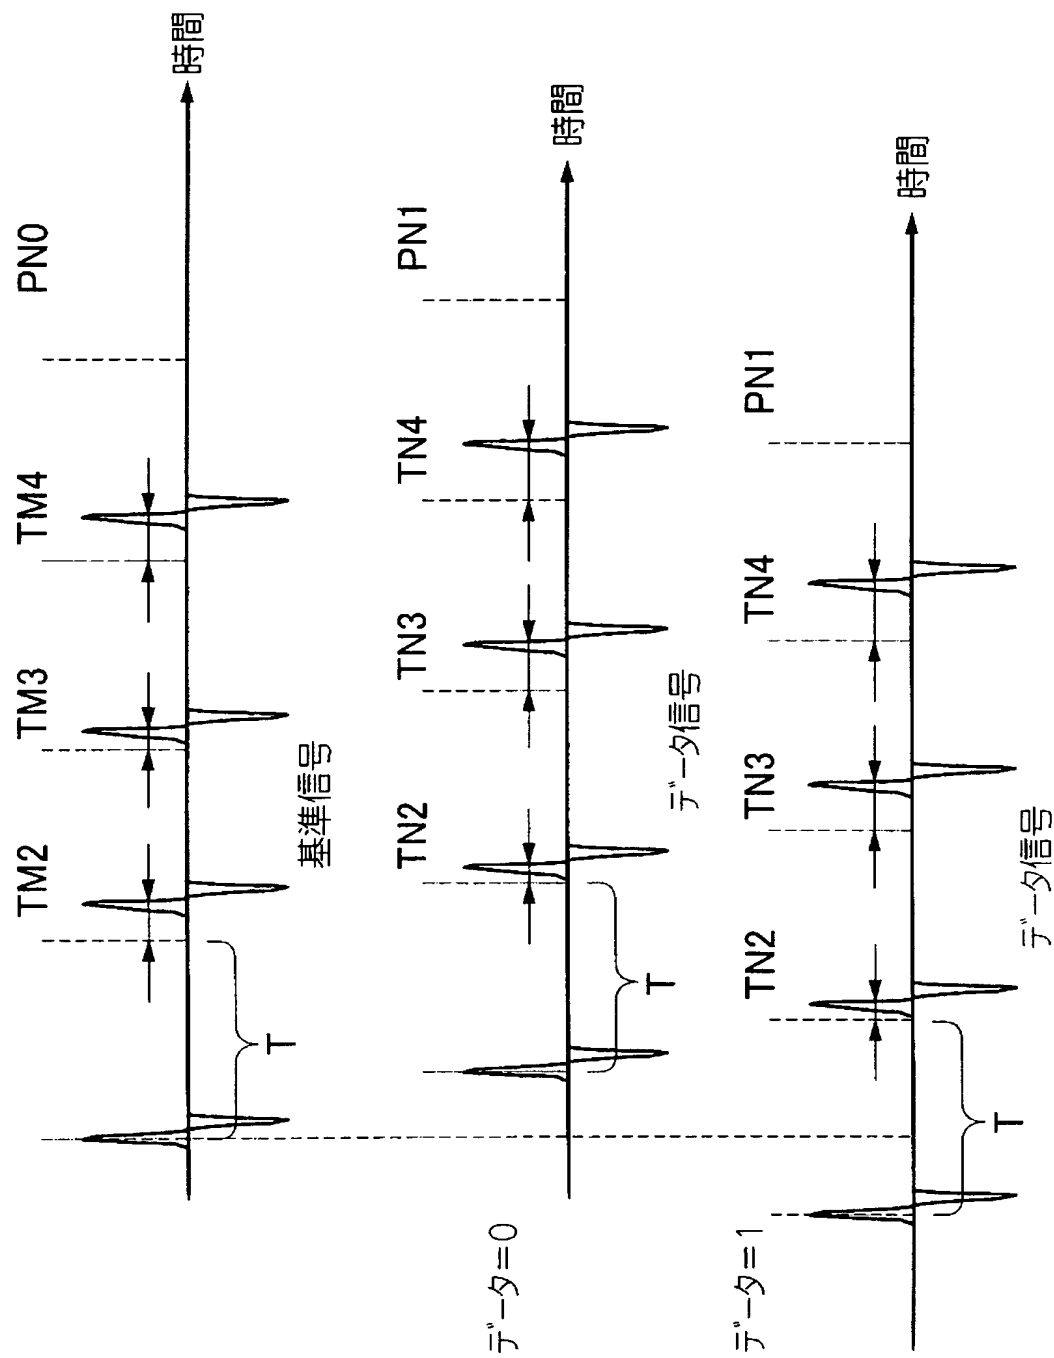 TM2
TM3
TM4
PN0
時間
T
基準信号
データ=0
TN2
TN3
TN4
PN1
時間
T
データ信号
データ=1
TN2
TN3
TN4
PN1
時間
T
データ信号